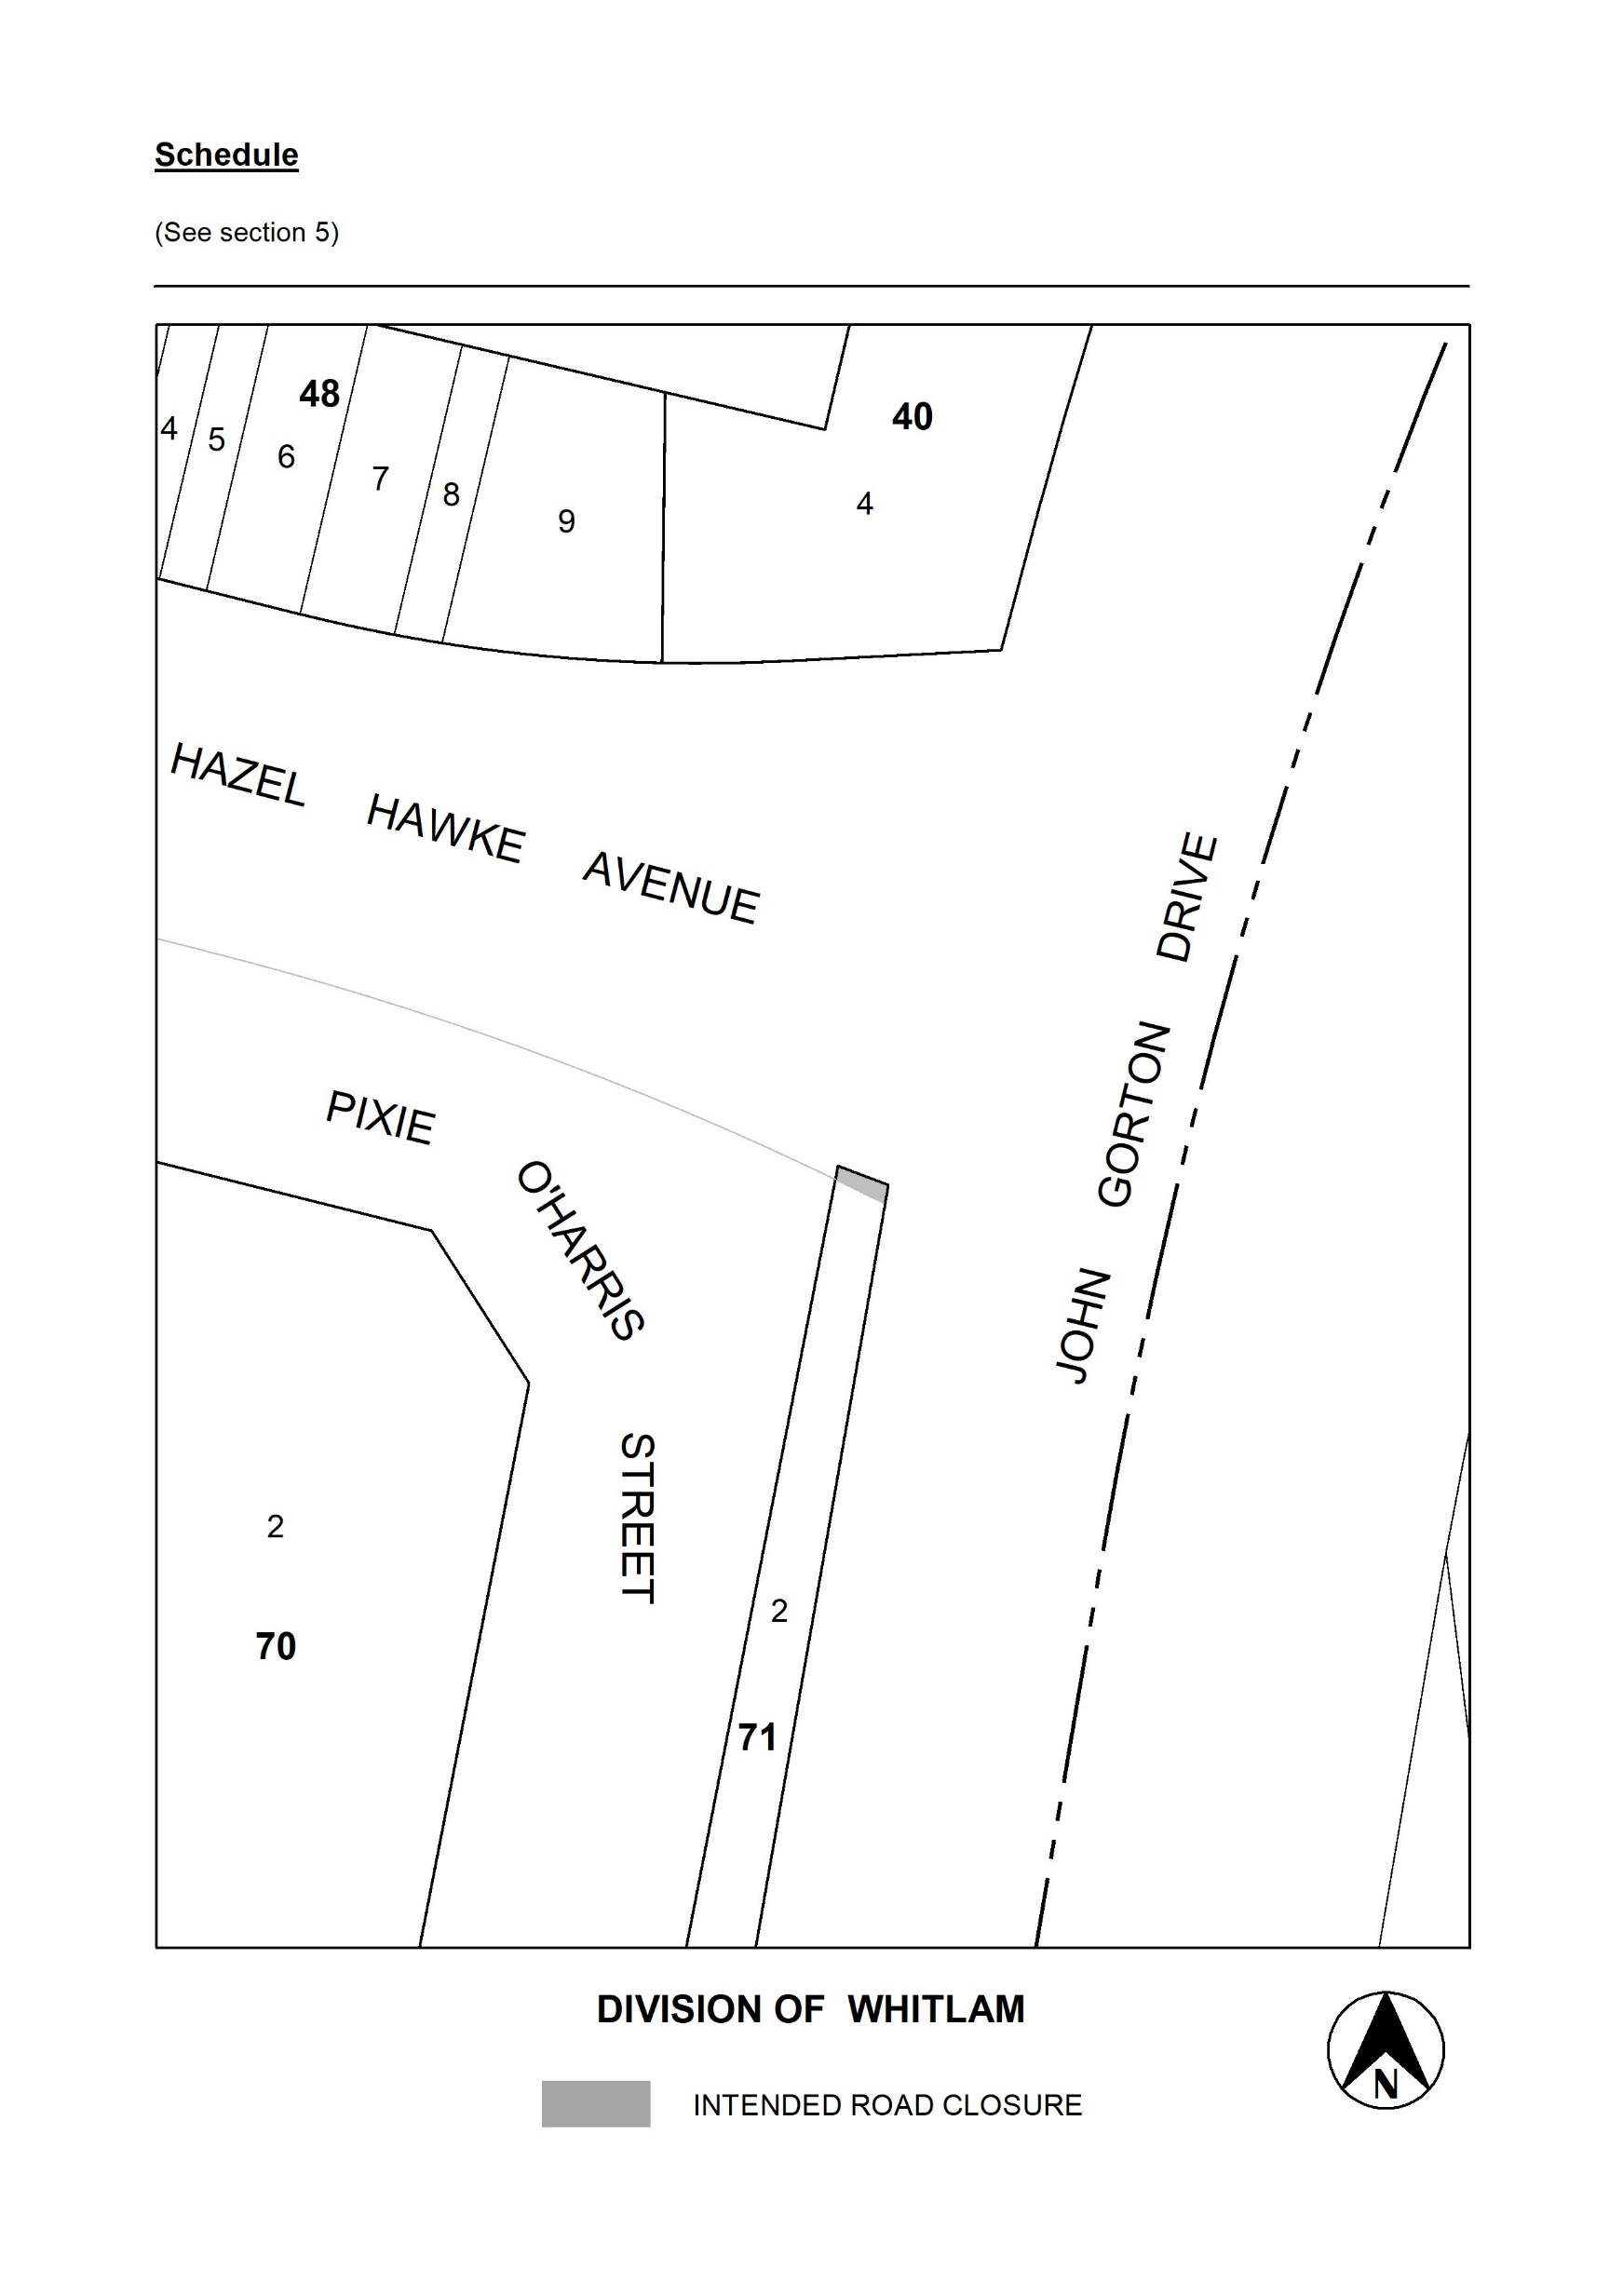 Schedule
(See section 5)
48
40
4
5
6
7
8
9
4
HAZEL HAWKE AVENUE
JOHN GORTON DRIVE
PIXIE O'HARRIS STREET
2
70
2
71
DIVISION OF WHITLAM
INTENDED ROAD CLOSURE
N